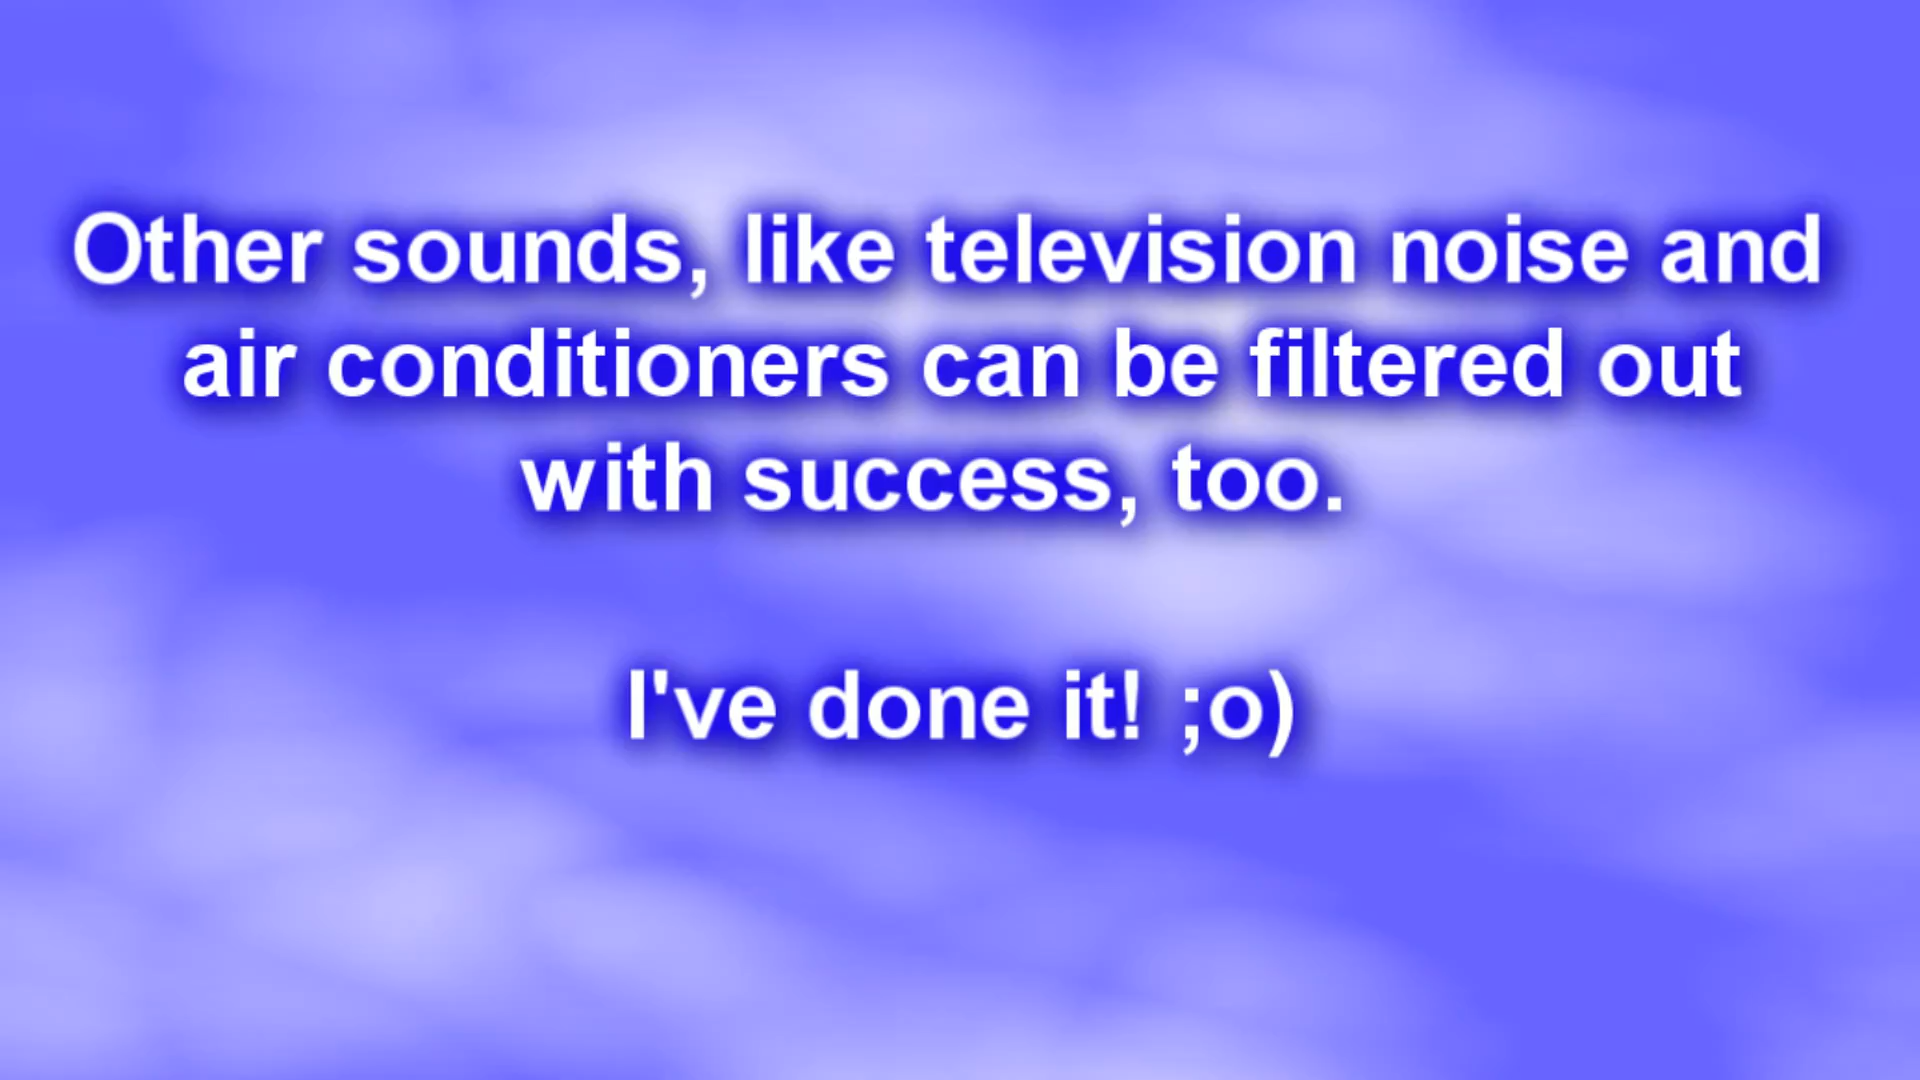 Other sounds, like television noise and
air conditioners can be filtered out
with success, too.
I've done it! ;o)